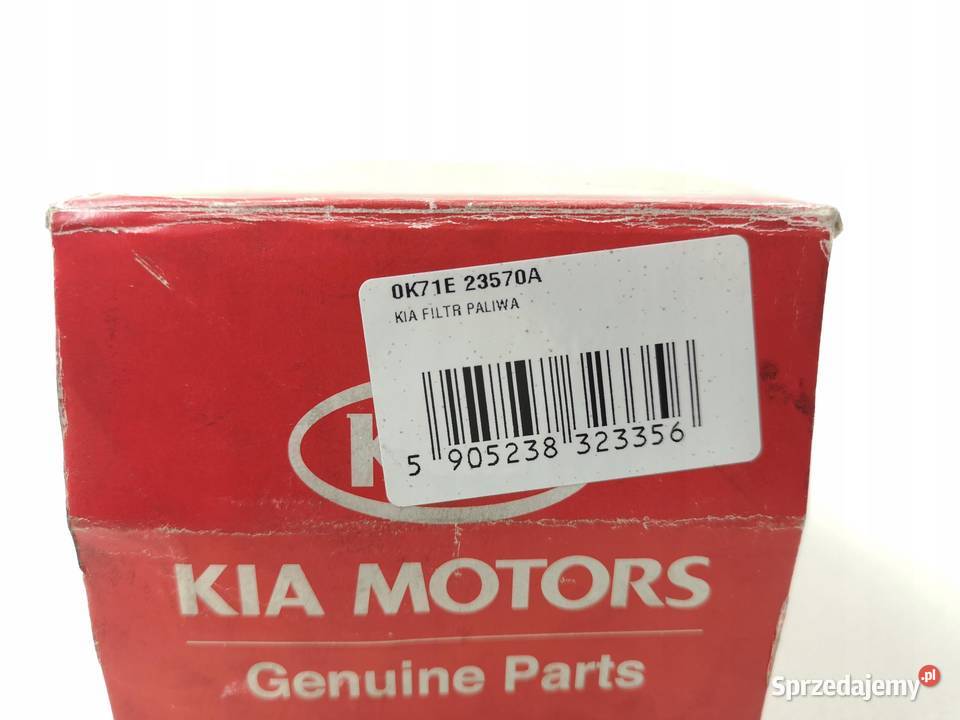 0K71E 23570A
KIA FILTR PALIWA
5 905238 323356
KIA MOTORS
Genuine Parts
Sprzedajemy.pl